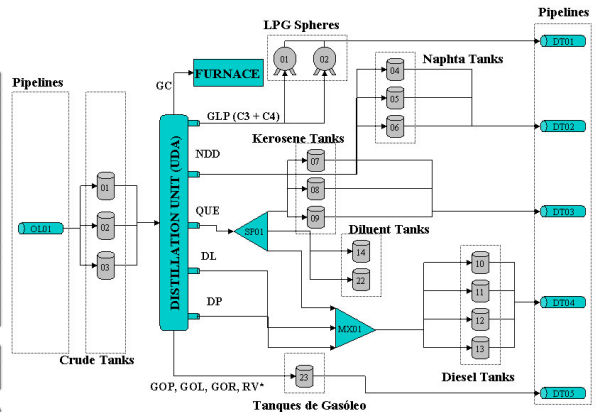 Pipelines
LPG Spheres
DT01
01
02
FURNACE
Naphta Tanks
04
Pipelines
GC
05
GLP (C3 + C4)
06
DT02
Kerosene Tanks
NDD
07
01
08
DISTILLATION UNIT (UDA)
QUE
09
DT03
OL01
02
SP01
Diluent Tanks
14
03
DL
22
10
11
DP
DT04
MX01
12
13
Crude Tanks
Diesel Tanks
23
GOP, GOL, GOR, RV*
DT05
Tanques de Gasóleo